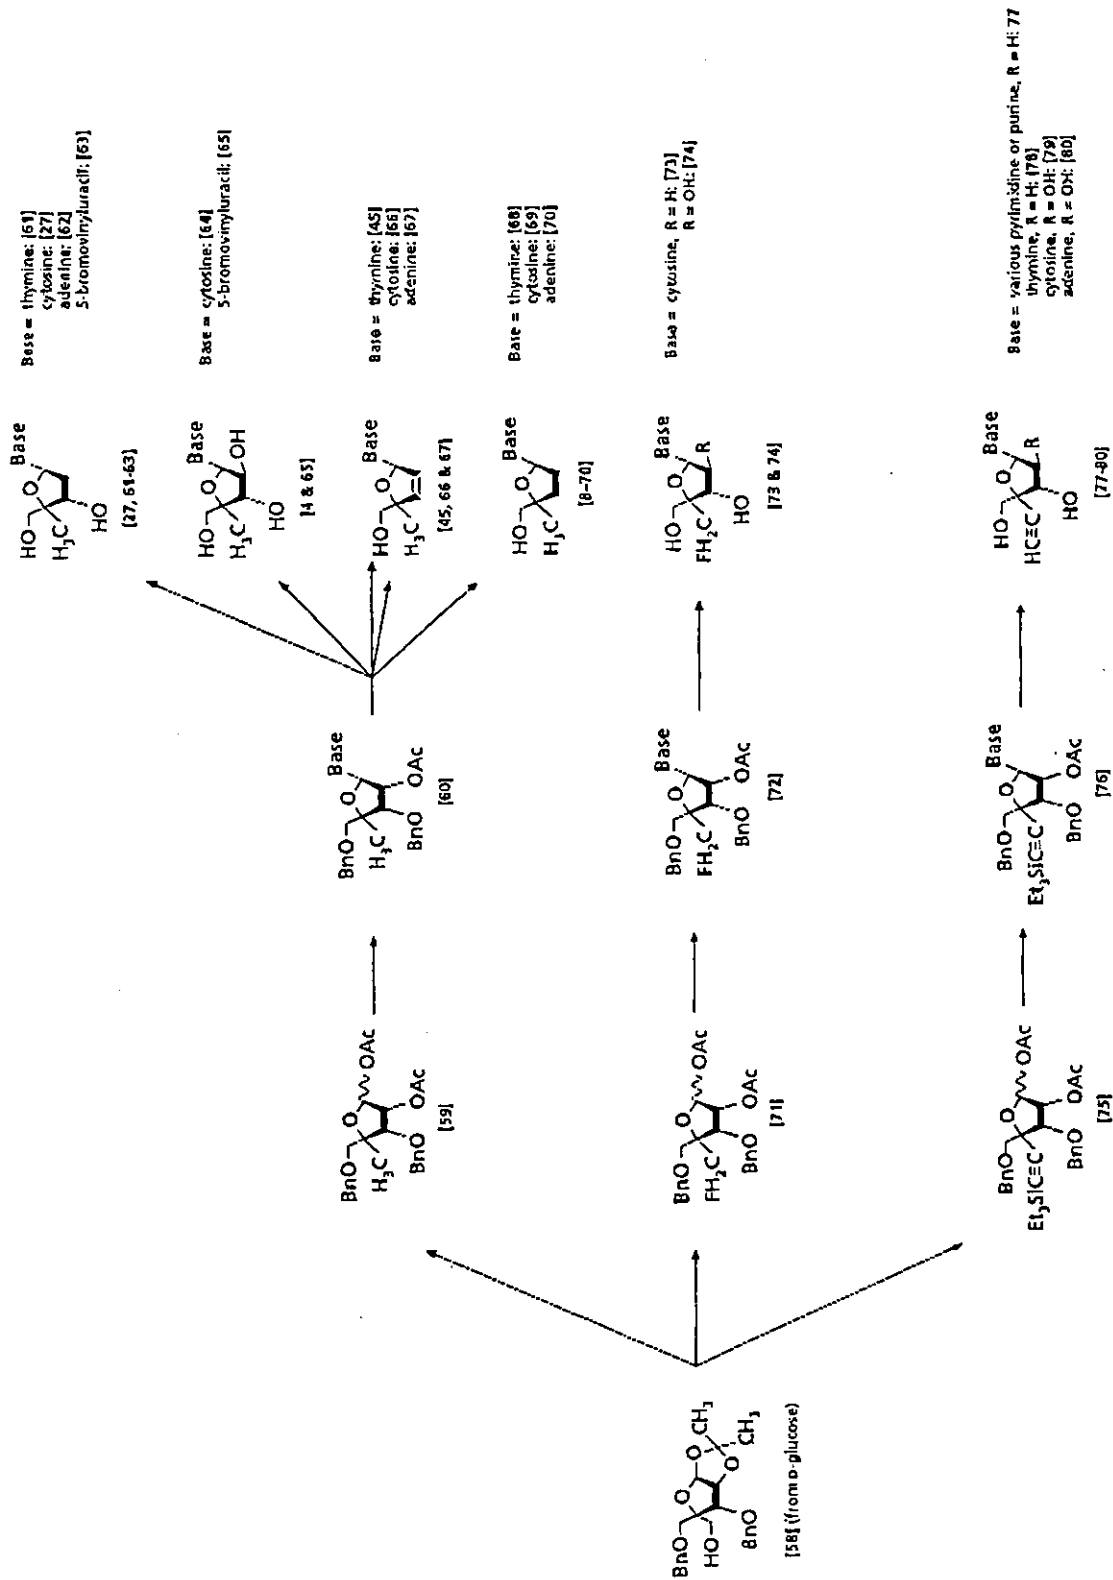 HO
H₃C
O
Base
HO
[27, 61-63]
Base = thymine: [61]
cytosine: [27]
adenine: [62]
5-bromovinyluracil: [63]
HO
H₃C
O
Base
OH
HO
[4 & 65]
Base = cytosine: [64]
5-bromovinyluracil: [65]
BnO
H₃C
O
OAc
BnO
OAc
[59]
BnO
H₃C
O
Base
BnO
OAc
[60]
HO
H₃C
O
Base
[45, 66 & 67]
Base = thymine: [45]
cytosine: [66]
adenine: [67]
HO
H₃C
O
Base
[8-70]
Base = thymine: [68]
cytosine: [69]
adenine: [70]
BnO
HO
O
BnO
O
O
CH₃
CH₃
[58] (from D-glucose)
BnO
FH₂C
O
OAc
BnO
OAc
[71]
BnO
FH₂C
O
Base
BnO
OAc
[72]
HO
FH₂C
O
Base
HO
R
[73 & 74]
Base = cytosine, R = H: [73]
R = OH: [74]
BnO
Et₃SiC≡C
O
OAc
BnO
OAc
[75]
BnO
Et₃SiC≡C
O
Base
BnO
OAc
[76]
HO
HC≡C
O
Base
HO
R
[77-80]
Base = various pyrimidine or purine, R = H: 77
thymine, R = H: [78]
cytosine, R = OH: [79]
adenine, R = OH: [80]